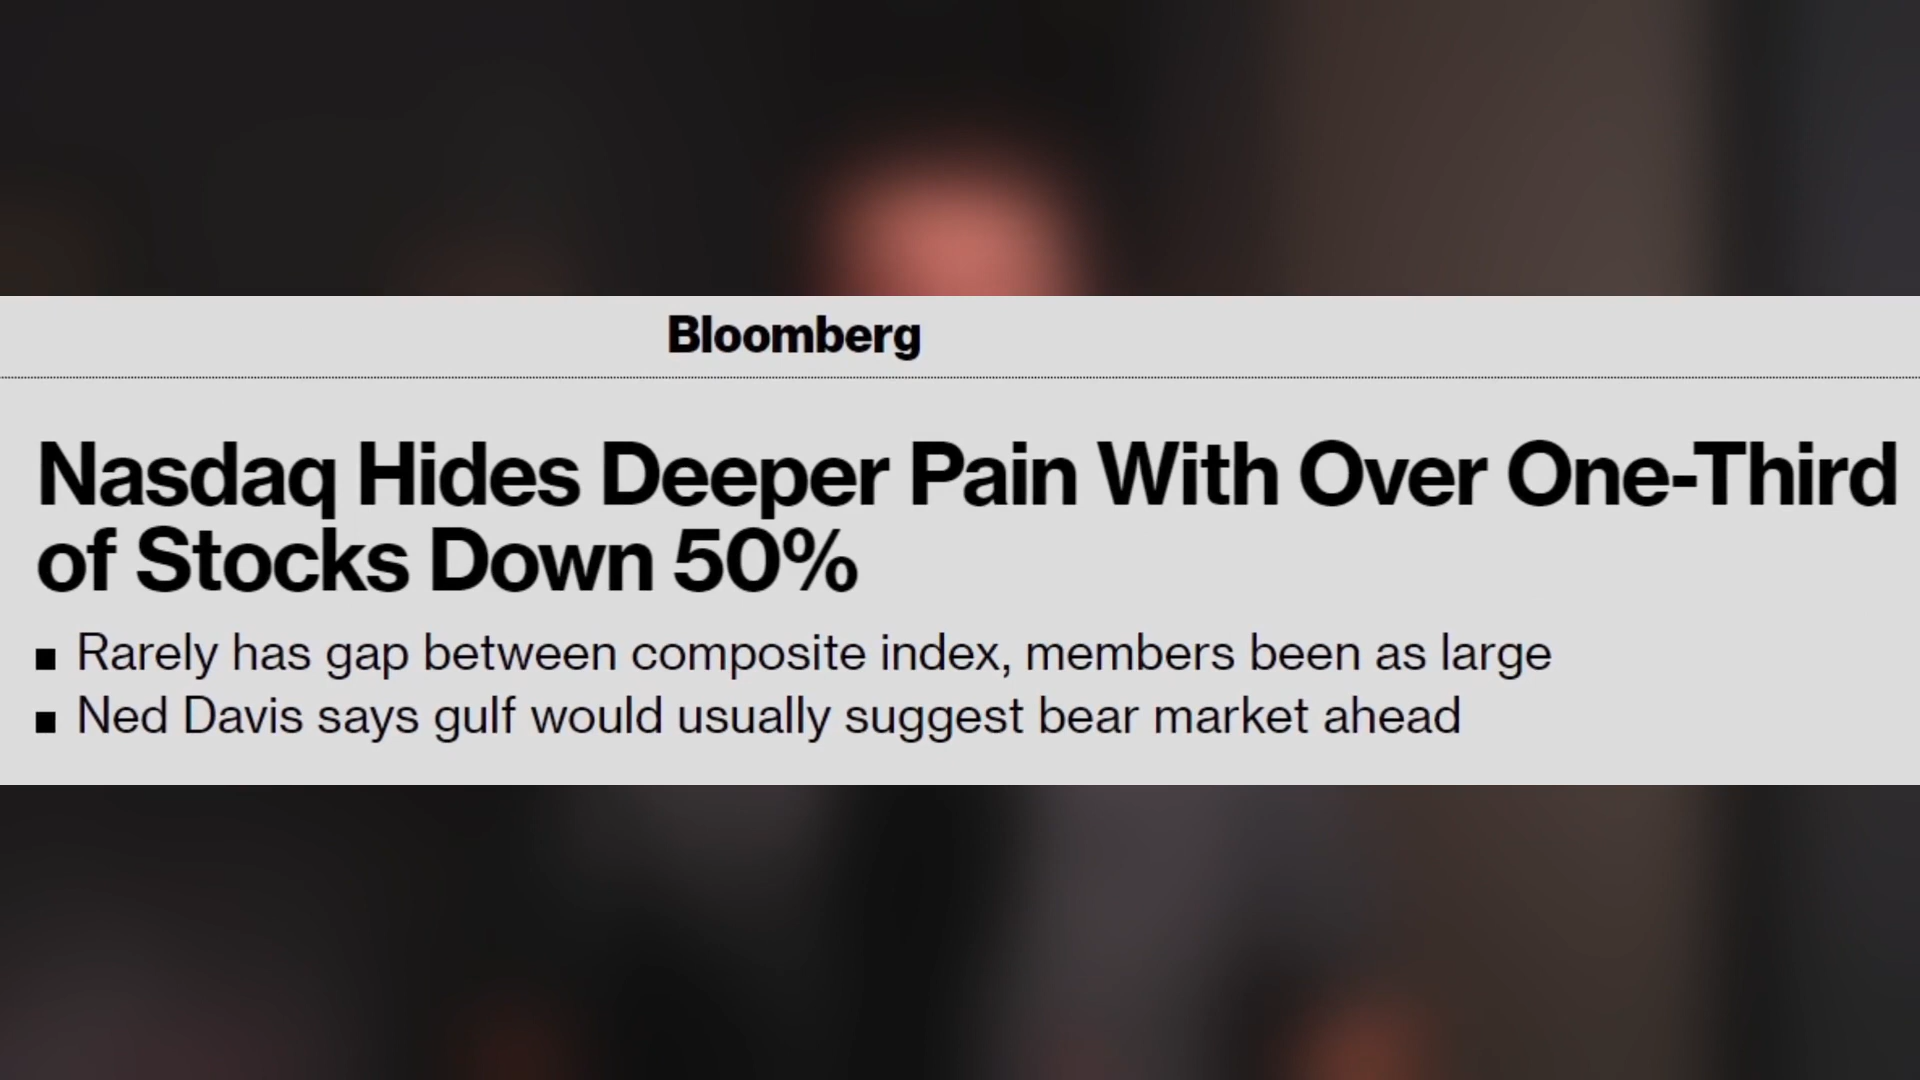 Bloomberg
Nasdaq Hides Deeper Pain With Over One-Third
of Stocks Down 50%
▪ Rarely has gap between composite index, members been as large
▪ Ned Davis says gulf would usually suggest bear market ahead